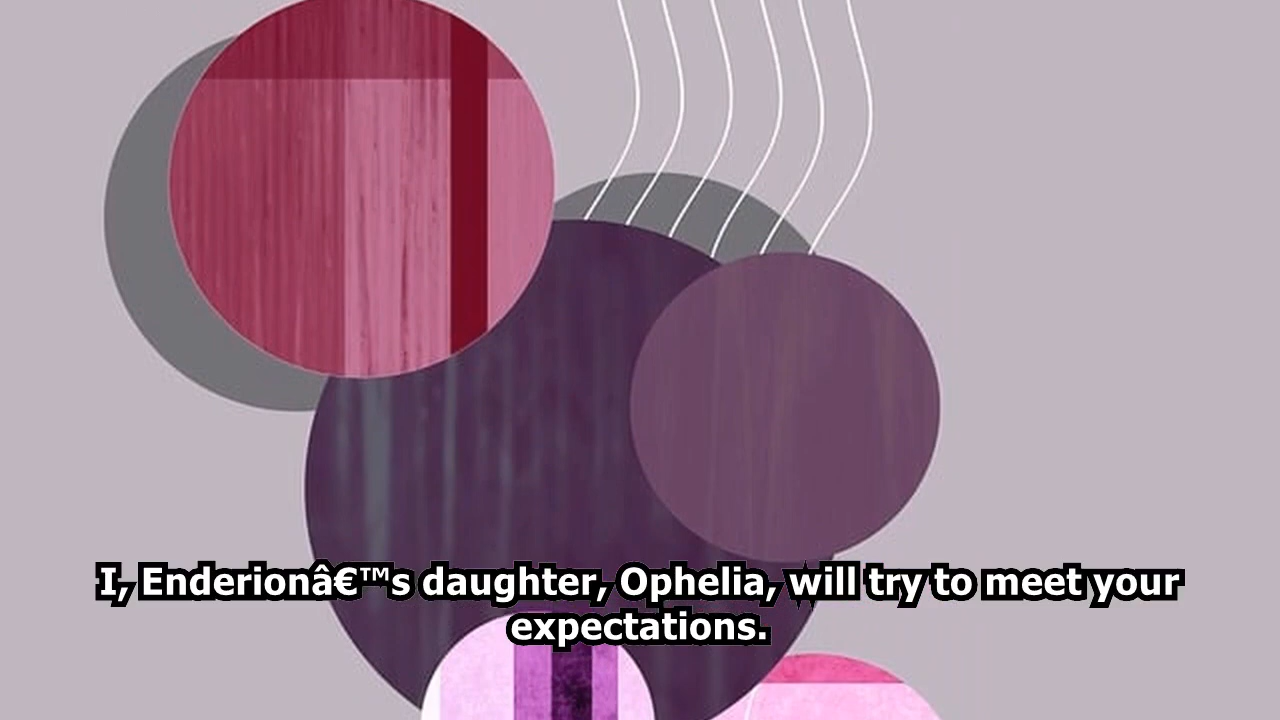 I, Enderionâ€™s daughter, Ophelia, will try to meet your
expectations.